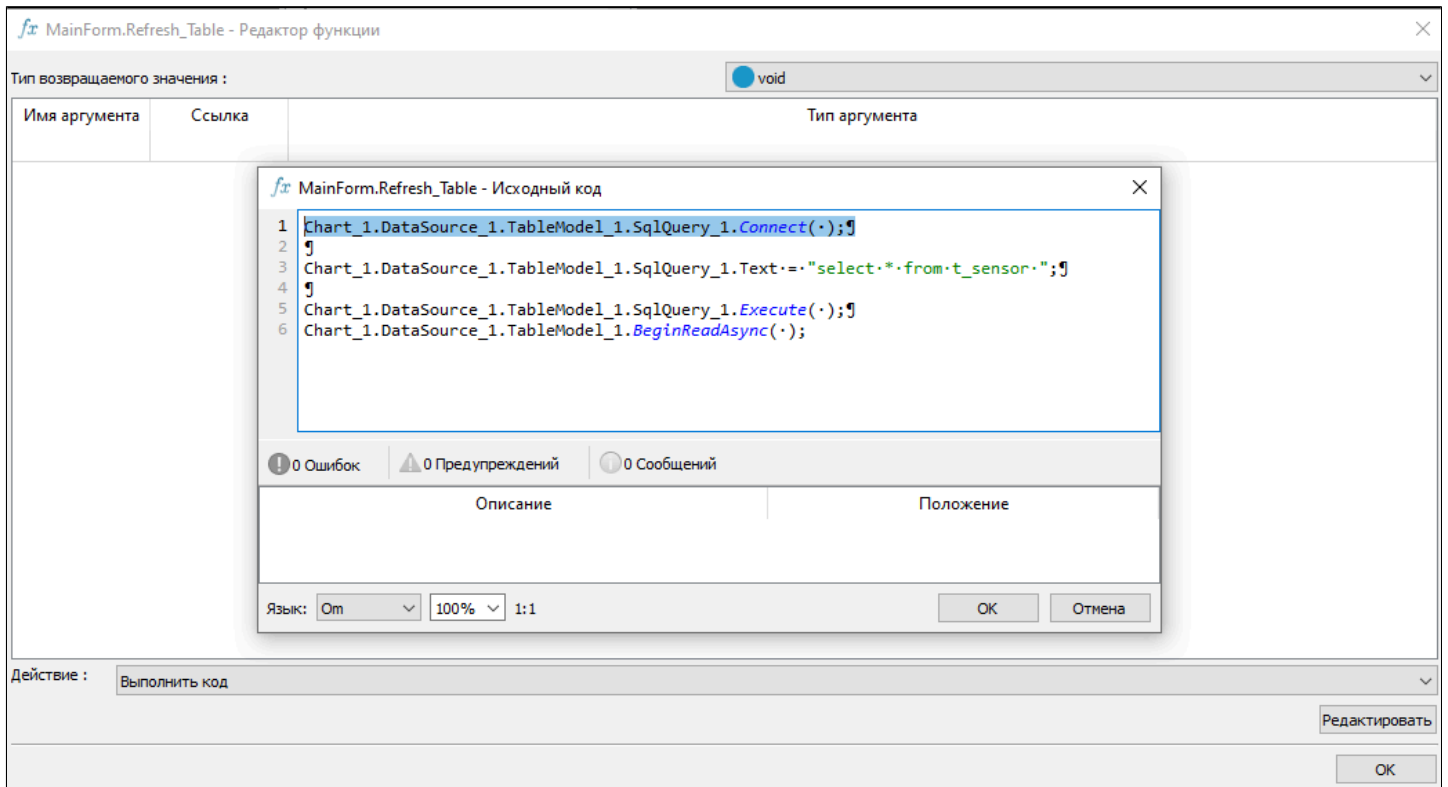 fx MainForm.Refresh_Table - Редактор функции
Тип возвращаемого значения :
void
Имя аргумента Ссылка Тип аргумента
fx MainForm.Refresh_Table - Исходный код
1 Chart_1.DataSource_1.TableModel_1.SqlQuery_1.Connect(·);¶
2 ¶
3 Chart_1.DataSource_1.TableModel_1.SqlQuery_1.Text·=·"select·*·from·t_sensor·";¶
4 ¶
5 Chart_1.DataSource_1.TableModel_1.SqlQuery_1.Execute(·);¶
6 Chart_1.DataSource_1.TableModel_1.BeginReadAsync(·);
0 Ошибок 0 Предупреждений 0 Сообщений
Описание Положение
Язык: Om 100% 1:1 OK Отмена
Действие : Выполнить код
Редактировать
OK